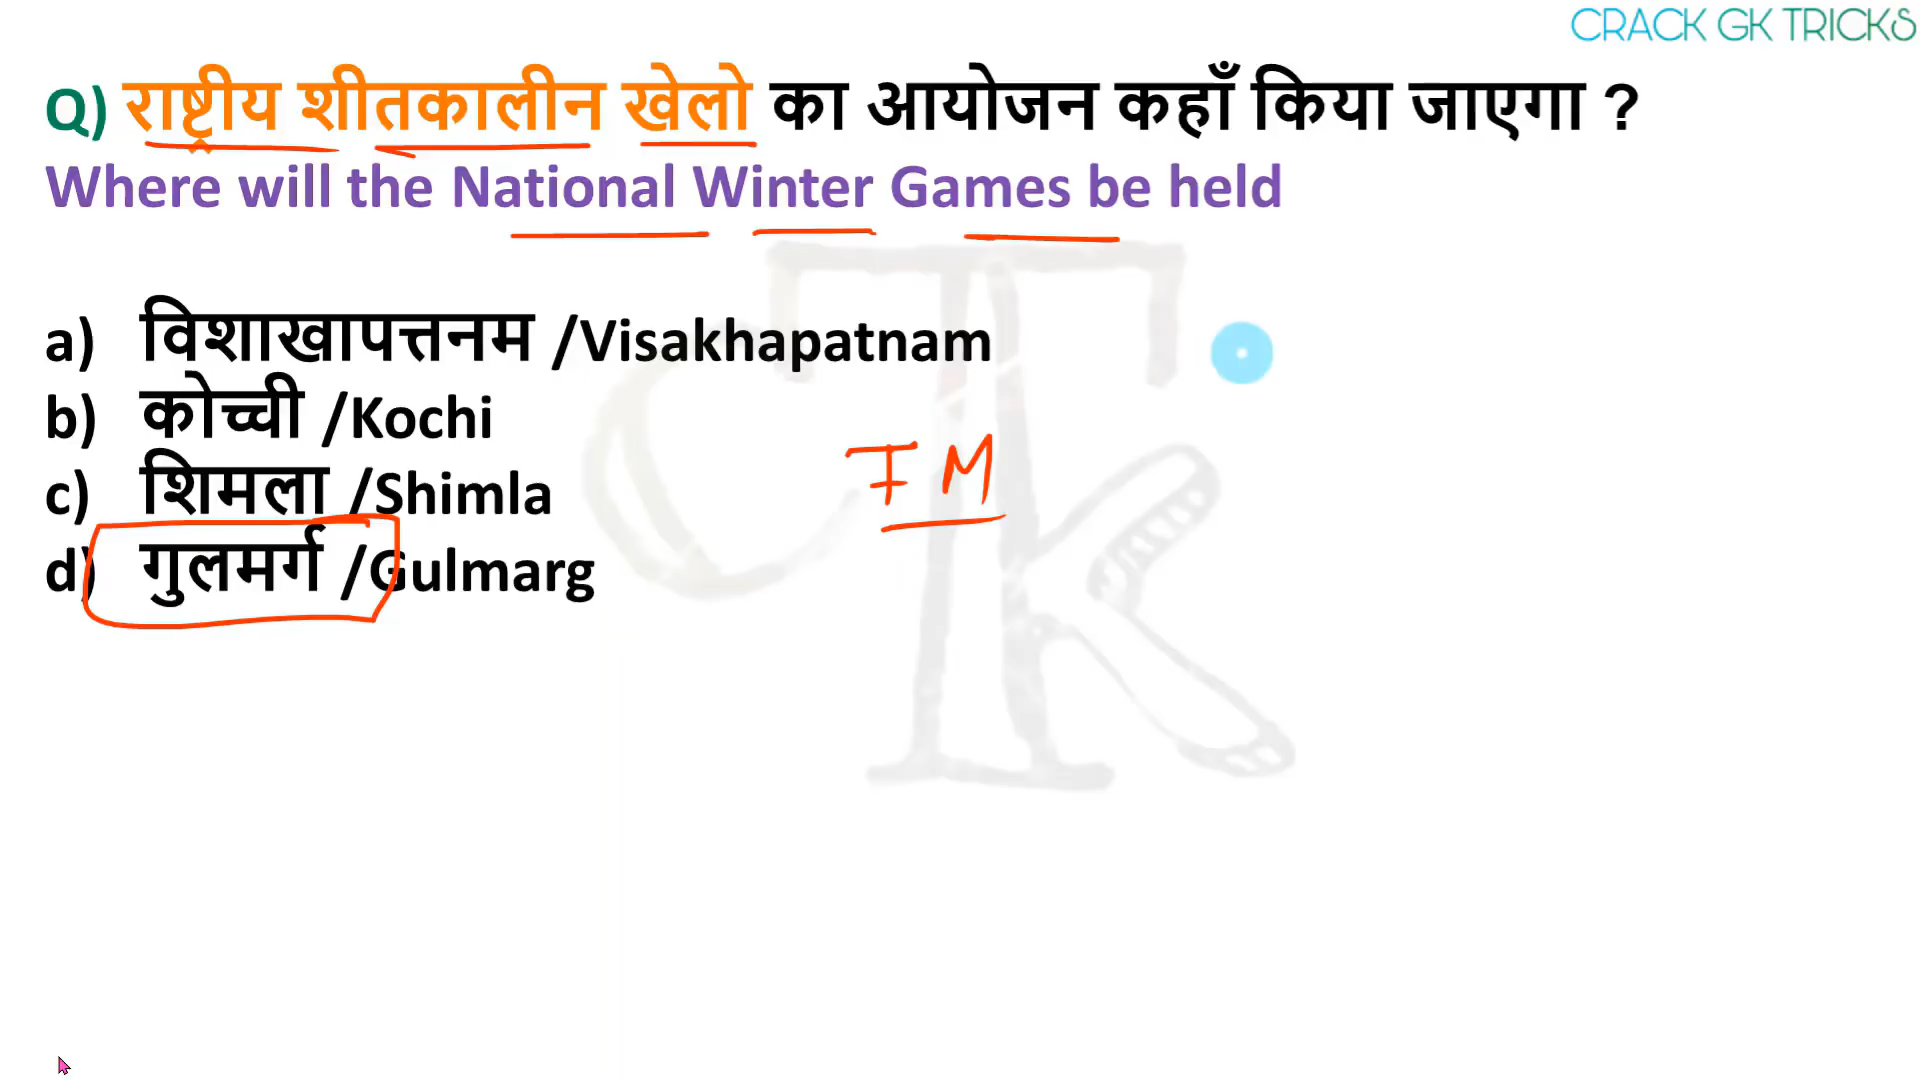 CRACK GK TRICKS
Q) राष्ट्रीय शीतकालीन खेलो का आयोजन कहाँ किया जाएगा ?
Where will the National Winter Games be held
a) विशाखापत्तनम /Visakhapatnam
b) कोच्ची /Kochi
I M
c) शिमला /Shimla
d) गुलमर्ग /Gulmarg